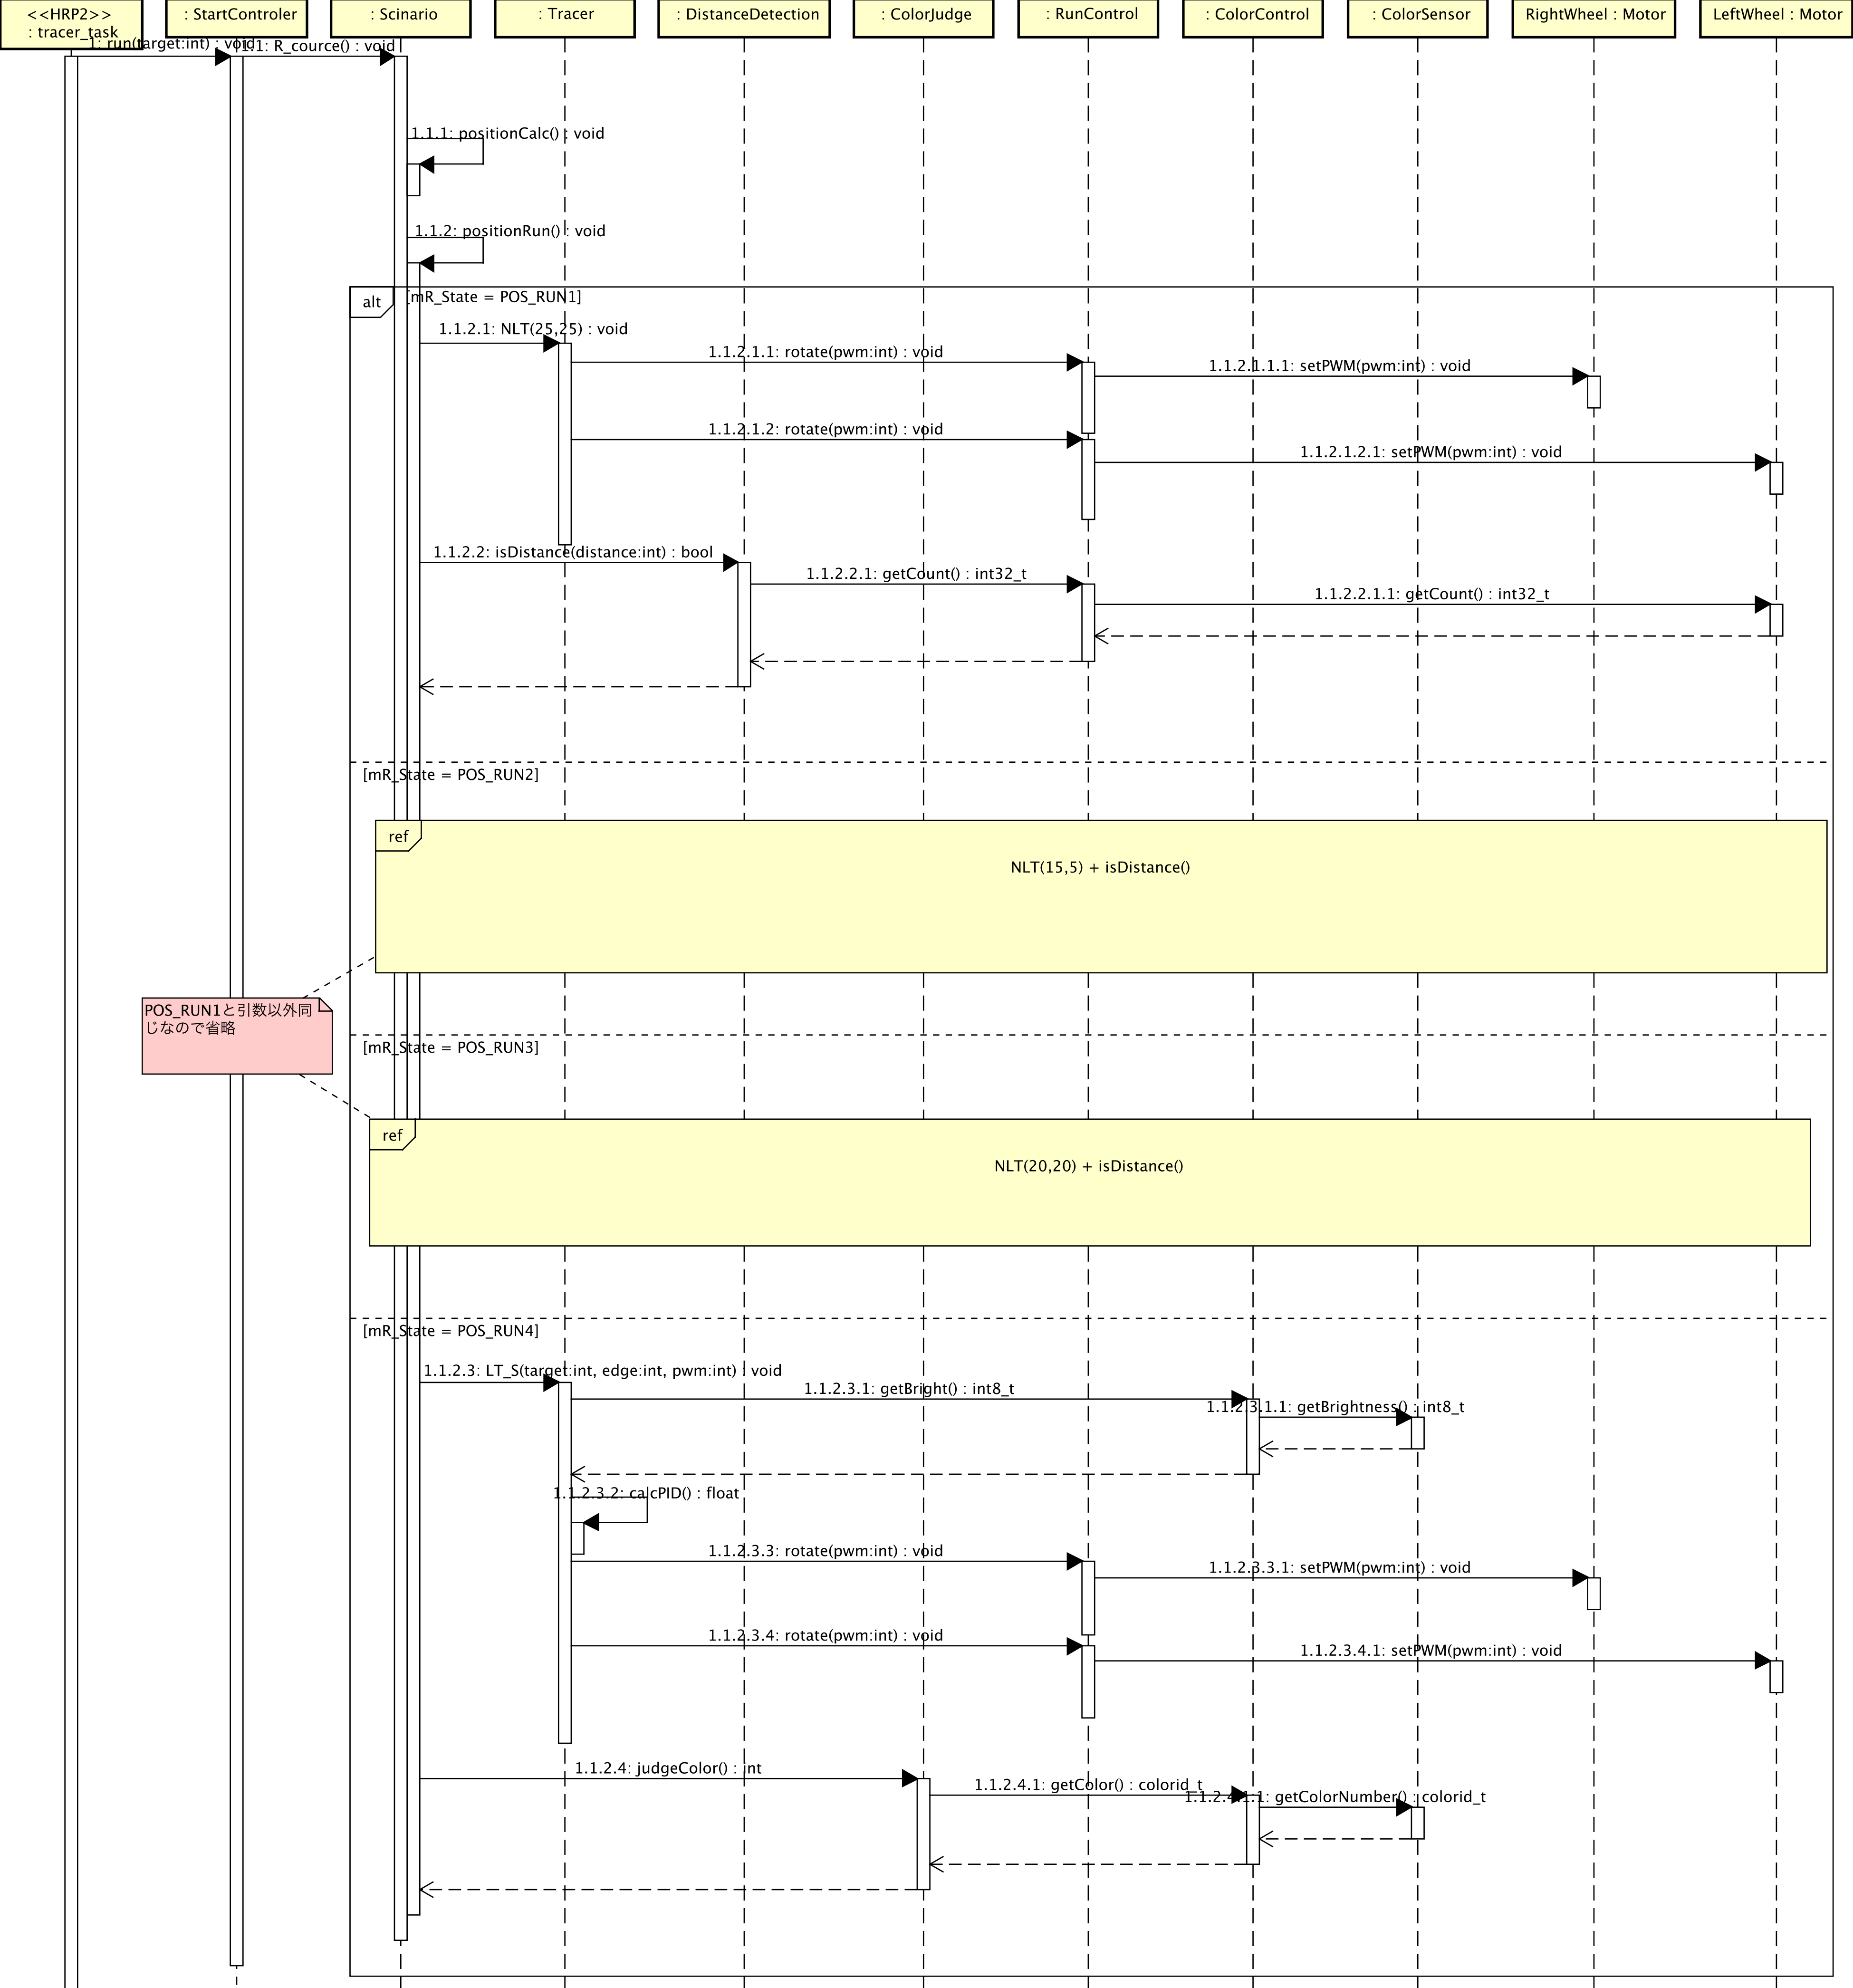 <<HRP2>>
: tracer_task
: StartControler
: Scinario
: Tracer
: DistanceDetection
: ColorJudge
: RunControl
: ColorControl
: ColorSensor
RightWheel : Motor
LeftWheel : Motor
1: run(target:int) : void
1.1: R_cource() : void
1.1.1: positionCalc() : void
1.1.2: positionRun() : void
alt
[mR_State = POS_RUN1]
1.1.2.1: NLT(25,25) : void
1.1.2.1.1: rotate(pwm:int) : void
1.1.2.1.1.1: setPWM(pwm:int) : void
1.1.2.1.2: rotate(pwm:int) : void
1.1.2.1.2.1: setPWM(pwm:int) : void
1.1.2.2: isDistance(distance:int) : bool
1.1.2.2.1: getCount() : int32_t
1.1.2.2.1.1: getCount() : int32_t
[mR_State = POS_RUN2]
ref
NLT(15,5) + isDistance()
POS_RUN1と引数以外同
じなので省略
[mR_State = POS_RUN3]
ref
NLT(20,20) + isDistance()
[mR_State = POS_RUN4]
1.1.2.3: LT_S(target:int, edge:int, pwm:int) : void
1.1.2.3.1: getBright() : int8_t
1.1.2.3.1.1: getBrightness() : int8_t
1.1.2.3.2: calcPID() : float
1.1.2.3.3: rotate(pwm:int) : void
1.1.2.3.3.1: setPWM(pwm:int) : void
1.1.2.3.4: rotate(pwm:int) : void
1.1.2.3.4.1: setPWM(pwm:int) : void
1.1.2.4: judgeColor() : int
1.1.2.4.1: getColor() : colorid_t
1.1.2.4.1.1: getColorNumber() : colorid_t